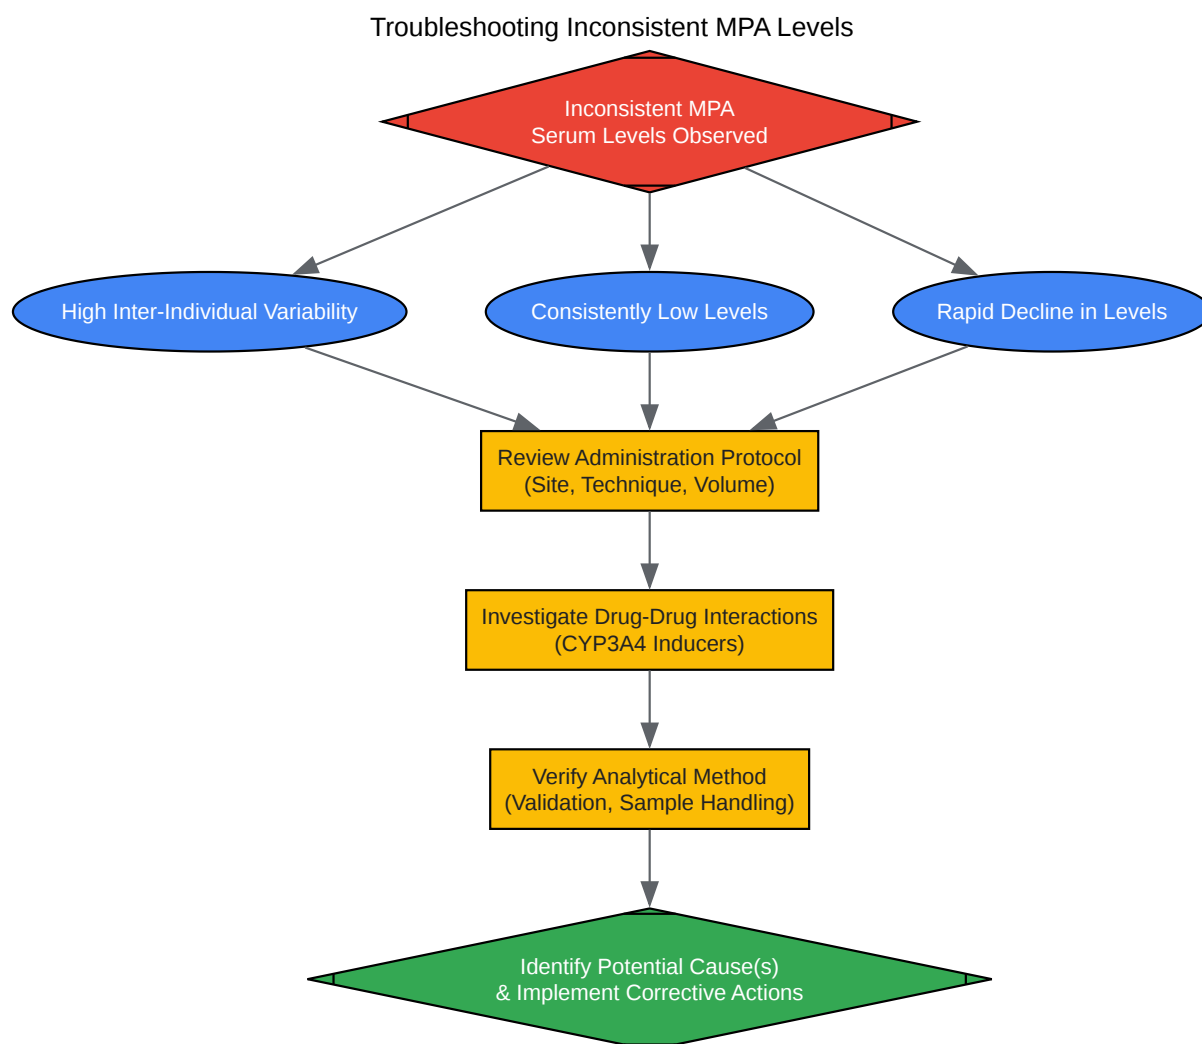 Troubleshooting Inconsistent MPA Levels
Inconsistent MPA
Serum Levels Observed
High Inter-Individual Variability
Consistently Low Levels
Rapid Decline in Levels
Review Administration Protocol
(Site, Technique, Volume)
Investigate Drug-Drug Interactions
(CYP3A4 Inducers)
Verify Analytical Method
(Validation, Sample Handling)
Identify Potential Cause(s)
& Implement Corrective Actions